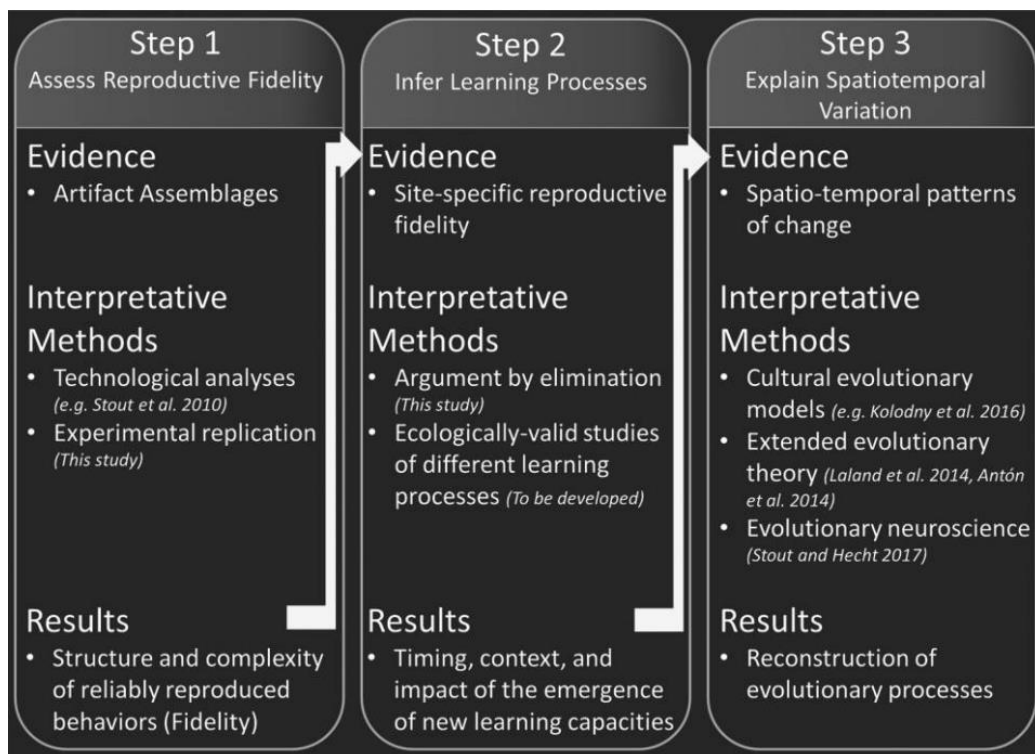 Step 1
Assess Reproductive Fidelity
Evidence
• Artifact Assemblages
Interpretative
Methods
• Technological analyses
(e.g. Stout et al. 2010)
• Experimental replication
(This study)
Results
• Structure and complexity
of reliably reproduced
behaviors (Fidelity)
Step 2
Infer Learning Processes
Evidence
• Site-specific reproductive
fidelity
Interpretative
Methods
• Argument by elimination
(This study)
• Ecologically-valid studies
of different learning
processes (To be developed)
Results
• Timing, context, and
impact of the emergence
of new learning capacities
Step 3
Explain Spatiotemporal
Variation
Evidence
• Spatio-temporal patterns
of change
Interpretative
Methods
• Cultural evolutionary
models (e.g. Kolodny et al. 2016)
• Extended evolutionary
theory (Laland et al. 2014, Antón
et al. 2014)
• Evolutionary neuroscience
(Stout and Hecht 2017)
Results
• Reconstruction of
evolutionary processes